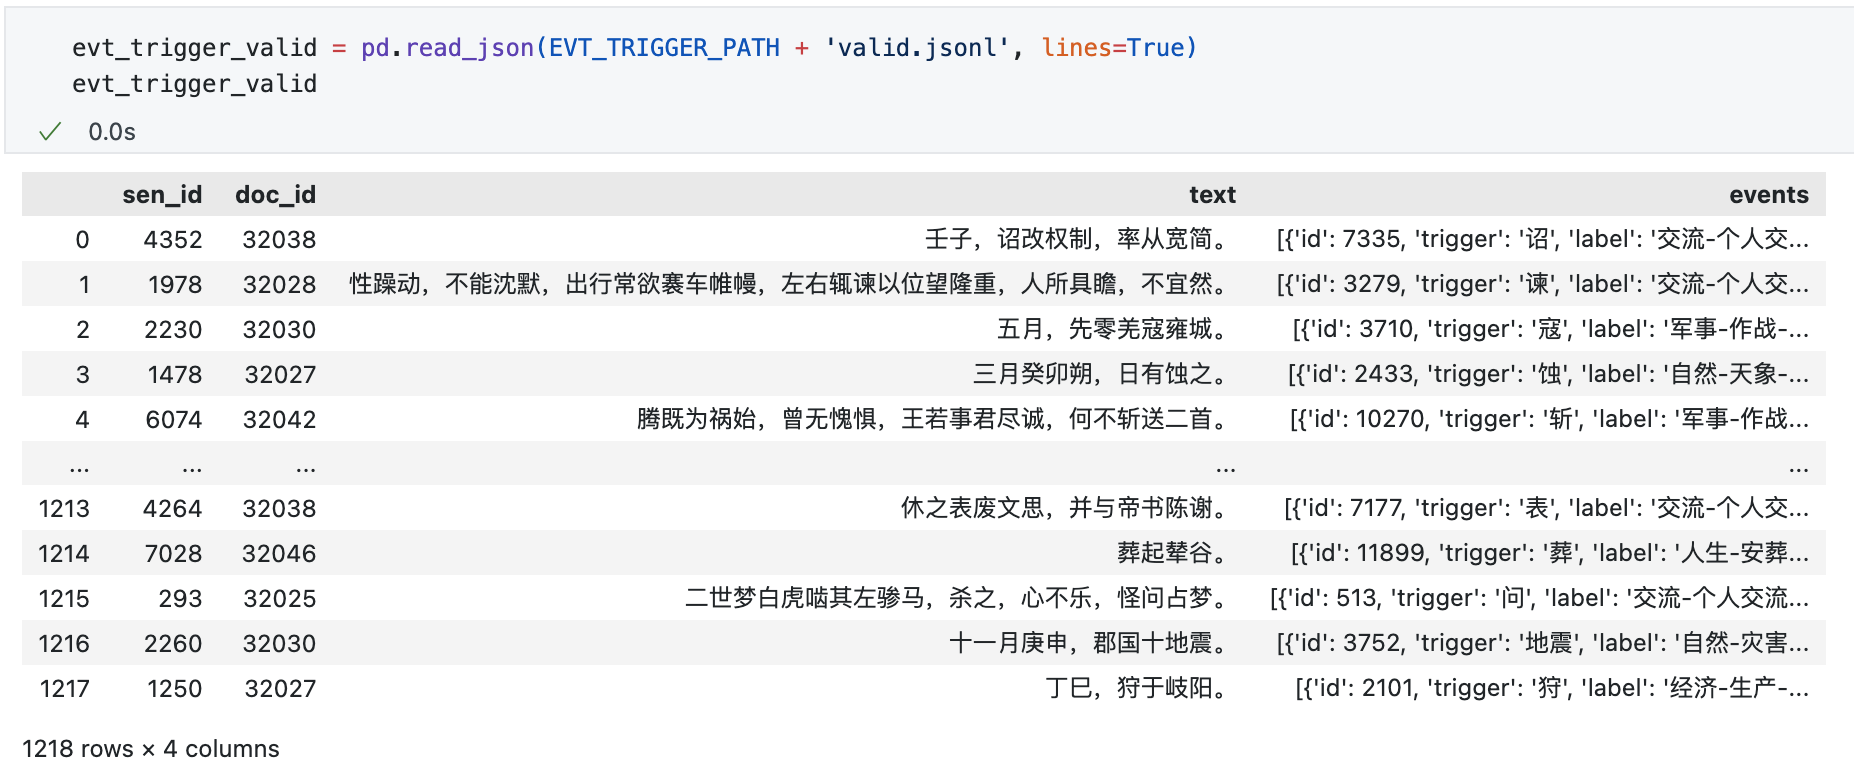 evt_trigger_valid = pd.read_json(EVT_TRIGGER_PATH + 'valid.jsonl', lines=True)
evt_trigger_valid
✓ 0.0s
sen_id doc_id text events
0 4352 32038 壬子，诏改权制，率从宽简。 [{'id': 7335, 'trigger': '诏', 'label': '交流-个人交...
1 1978 32028 性躁动，不能沈默，出行常欲褰车帷幔，左右辄谏以位望隆重，人所具瞻，不宜然。 [{'id': 3279, 'trigger': '谏', 'label': '交流-个人交...
2 2230 32030 五月，先零羌寇雍城。 [{'id': 3710, 'trigger': '寇', 'label': '军事-作战-...
3 1478 32027 三月癸卯朔，日有蚀之。 [{'id': 2433, 'trigger': '蚀', 'label': '自然-天象-...
4 6074 32042 腾既为祸始，曾无愧惧，王若事君尽诚，何不斩送二首。 [{'id': 10270, 'trigger': '斩', 'label': '军事-作战...
... ... ... ... ...
1213 4264 32038 休之表废文思，并与帝书陈谢。 [{'id': 7177, 'trigger': '表', 'label': '交流-个人交...
1214 7028 32046 葬起辇谷。 [{'id': 11899, 'trigger': '葬', 'label': '人生-安葬...
1215 293 32025 二世梦白虎啮其左骖马，杀之，心不乐，怪问占梦。 [{'id': 513, 'trigger': '问', 'label': '交流-个人交流...
1216 2260 32030 十一月庚申，郡国十地震。 [{'id': 3752, 'trigger': '地震', 'label': '自然-灾害...
1217 1250 32027 丁巳，狩于岐阳。 [{'id': 2101, 'trigger': '狩', 'label': '经济-生产-...
1218 rows × 4 columns